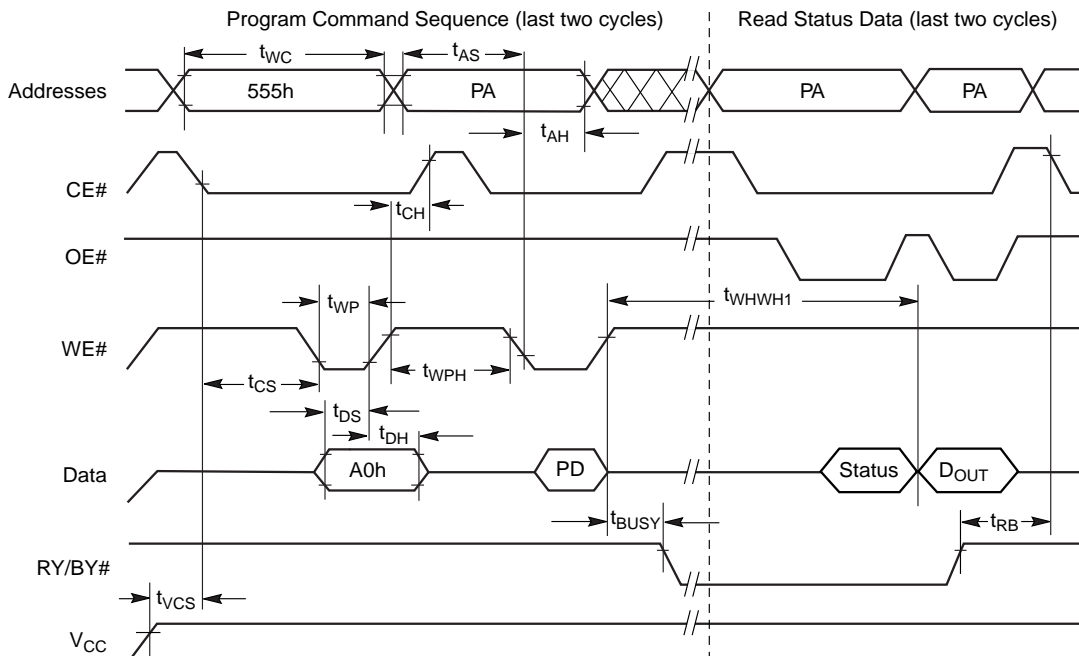 Program Command Sequence (last two cycles)
Read Status Data (last two cycles)
tWC
tAS
Addresses
555h
PA
PA
PA
tAH
CE#
tCH
OE#
tWP
tWHWH1
WE#
tCS
tWPH
tDS
tDH
Data
A0h
PD
Status
DOUT
tBUSY
tRB
RY/BY#
tVCS
VCC